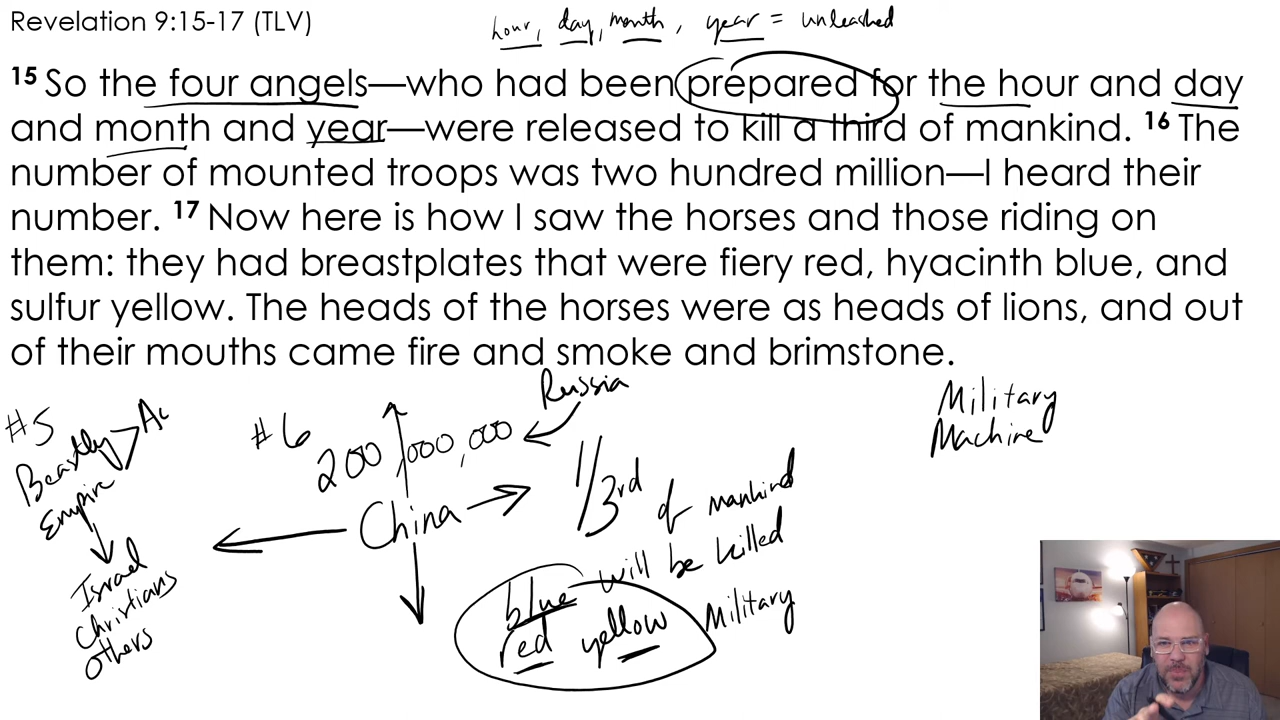 Revelation 9:15-17 (TLV)
hour, day, month, year = unleashed
15 So the four angels—who had been prepared for the hour and day
and month and year—were released to kill a third of mankind. 16 The
number of mounted troops was two hundred million—I heard their
number. 17 Now here is how I saw the horses and those riding on
them: they had breastplates that were fiery red, hyacinth blue, and
sulfur yellow. The heads of the horses were as heads of lions, and out
of their mouths came fire and smoke and brimstone.
#5
Beastly
Empire
Ac
Israel
Christians
Others
#6
200,000,000
Russia
China
1/3rd
of mankind
will be killed
blue
red yellow
Military
Military
Machine